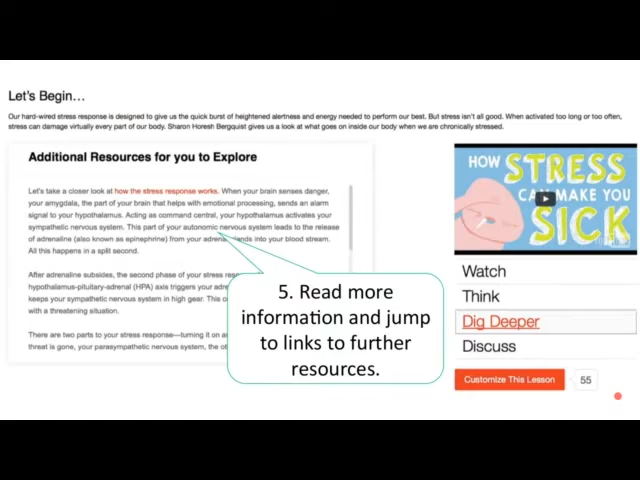 Let's Begin…
Our hard-wired stress response is designed to give us the quick burst of heightened alertness and energy needed to perform our best. But stress isn't all good. When activated too long or too often,
stress can damage virtually every part of our body. Sharon Horesh Bergquist gives us a look at what goes on inside our body when we are chronically stressed.
Additional Resources for you to Explore
Let's take a closer look at how the stress response works. When your brain senses danger,
your amygdala, the part of your brain that helps with emotional processing, sends an alarm
signal to your hypothalamus. Acting as command central, your hypothalamus activates your
sympathetic nervous system. This part of your autonomic nervous system leads to the release
of adrenaline (also known as epinephrine) from your adrenal glands into your blood stream.
All this happens in a split second.
After adrenaline subsides, the second phase of your stress
hypothalamus-pituitary-adrenal (HPA) axis triggers your
keeps your sympathetic nervous system in high gear. This
with a threatening situation.
There are two parts to your stress response—turning it on
threat is gone, your parasympathetic nervous system, the
5. Read more
information and jump
to links to further
resources.
HOW STRESS
CAN MAKE YOU
SICK
Watch
Think
Dig Deeper
Discuss
Customize This Lesson
55